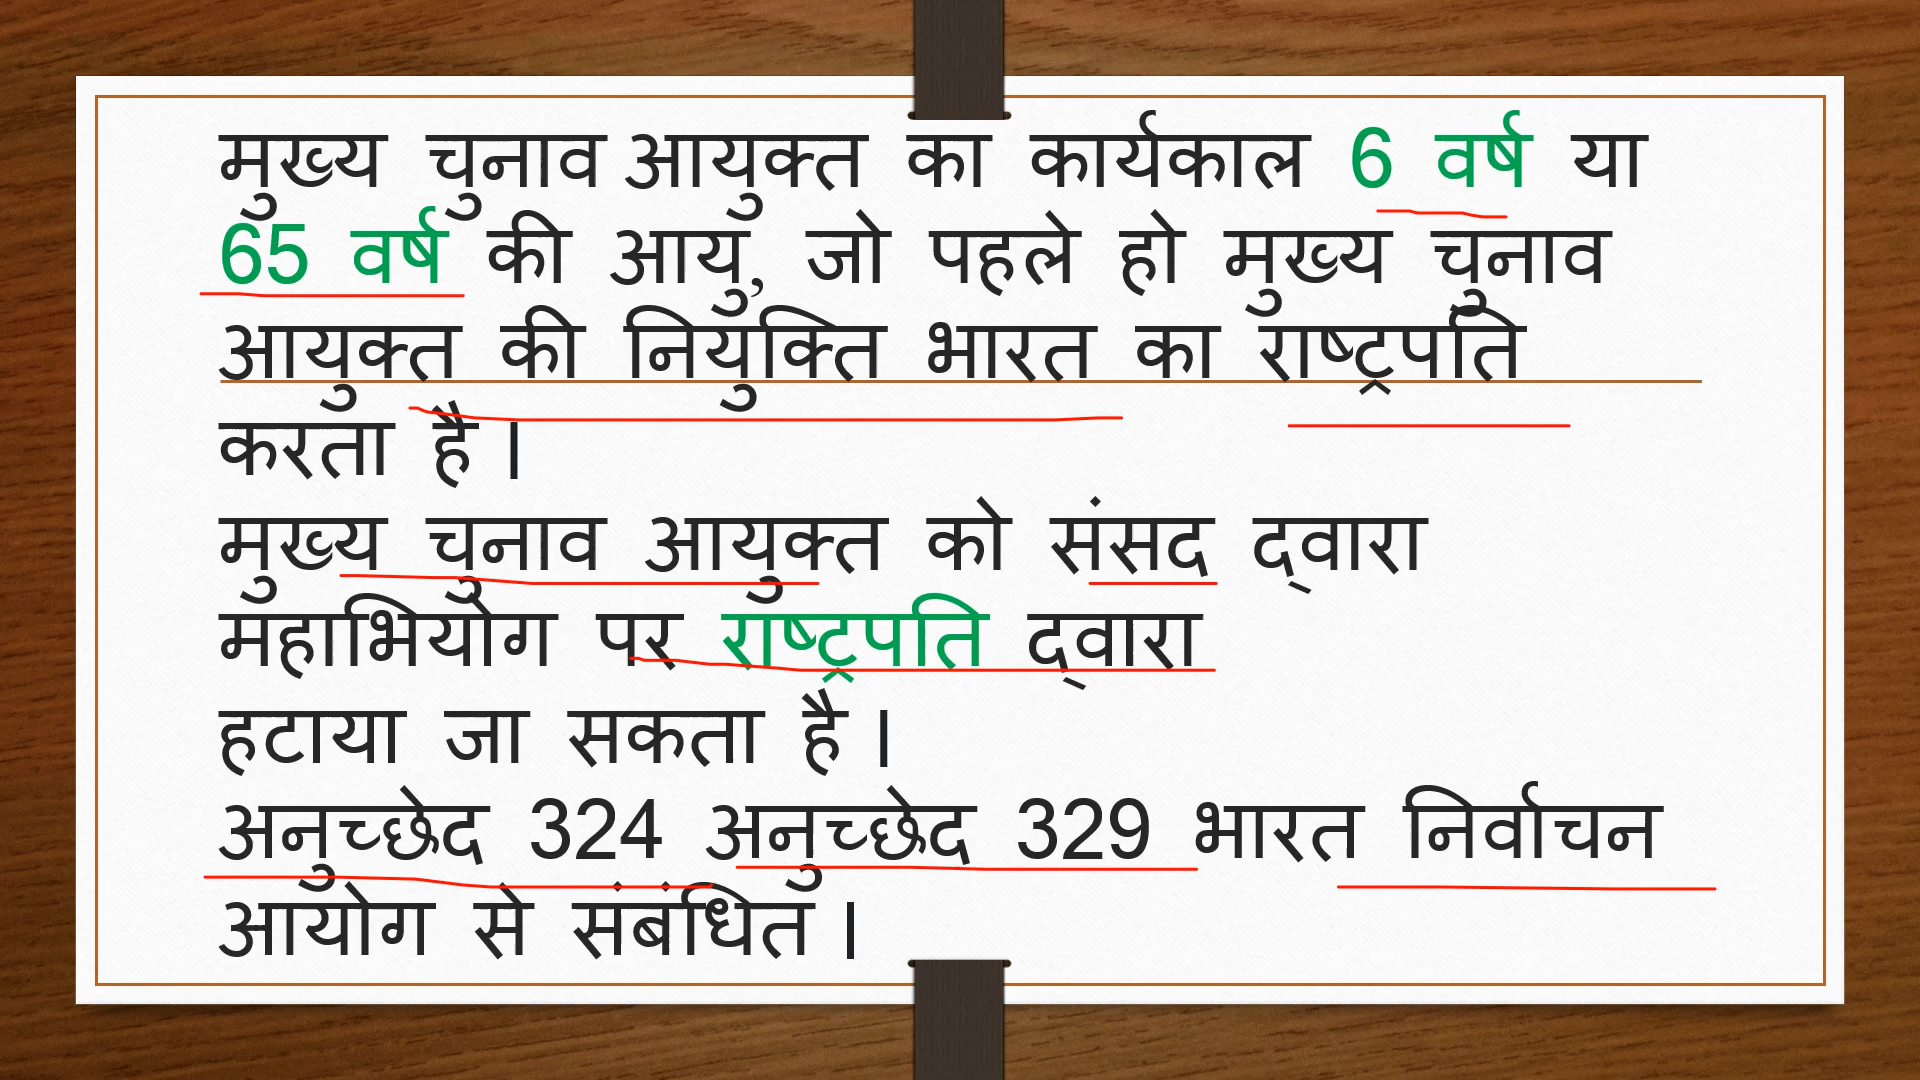 मुख्य चुनाव आयुक्त का कार्यकाल 6 वर्ष या
65 वर्ष की आयु, जो पहले हो मुख्य चुनाव
आयुक्त की नियुक्ति भारत का राष्ट्रपति
करता है ।
मुख्य चुनाव आयुक्त को संसद द्वारा
महाभियोग पर राष्ट्रपति द्वारा
हटाया जा सकता है ।
अनुच्छेद 324 अनुच्छेद 329 भारत निर्वाचन
आयोग से संबंधित ।